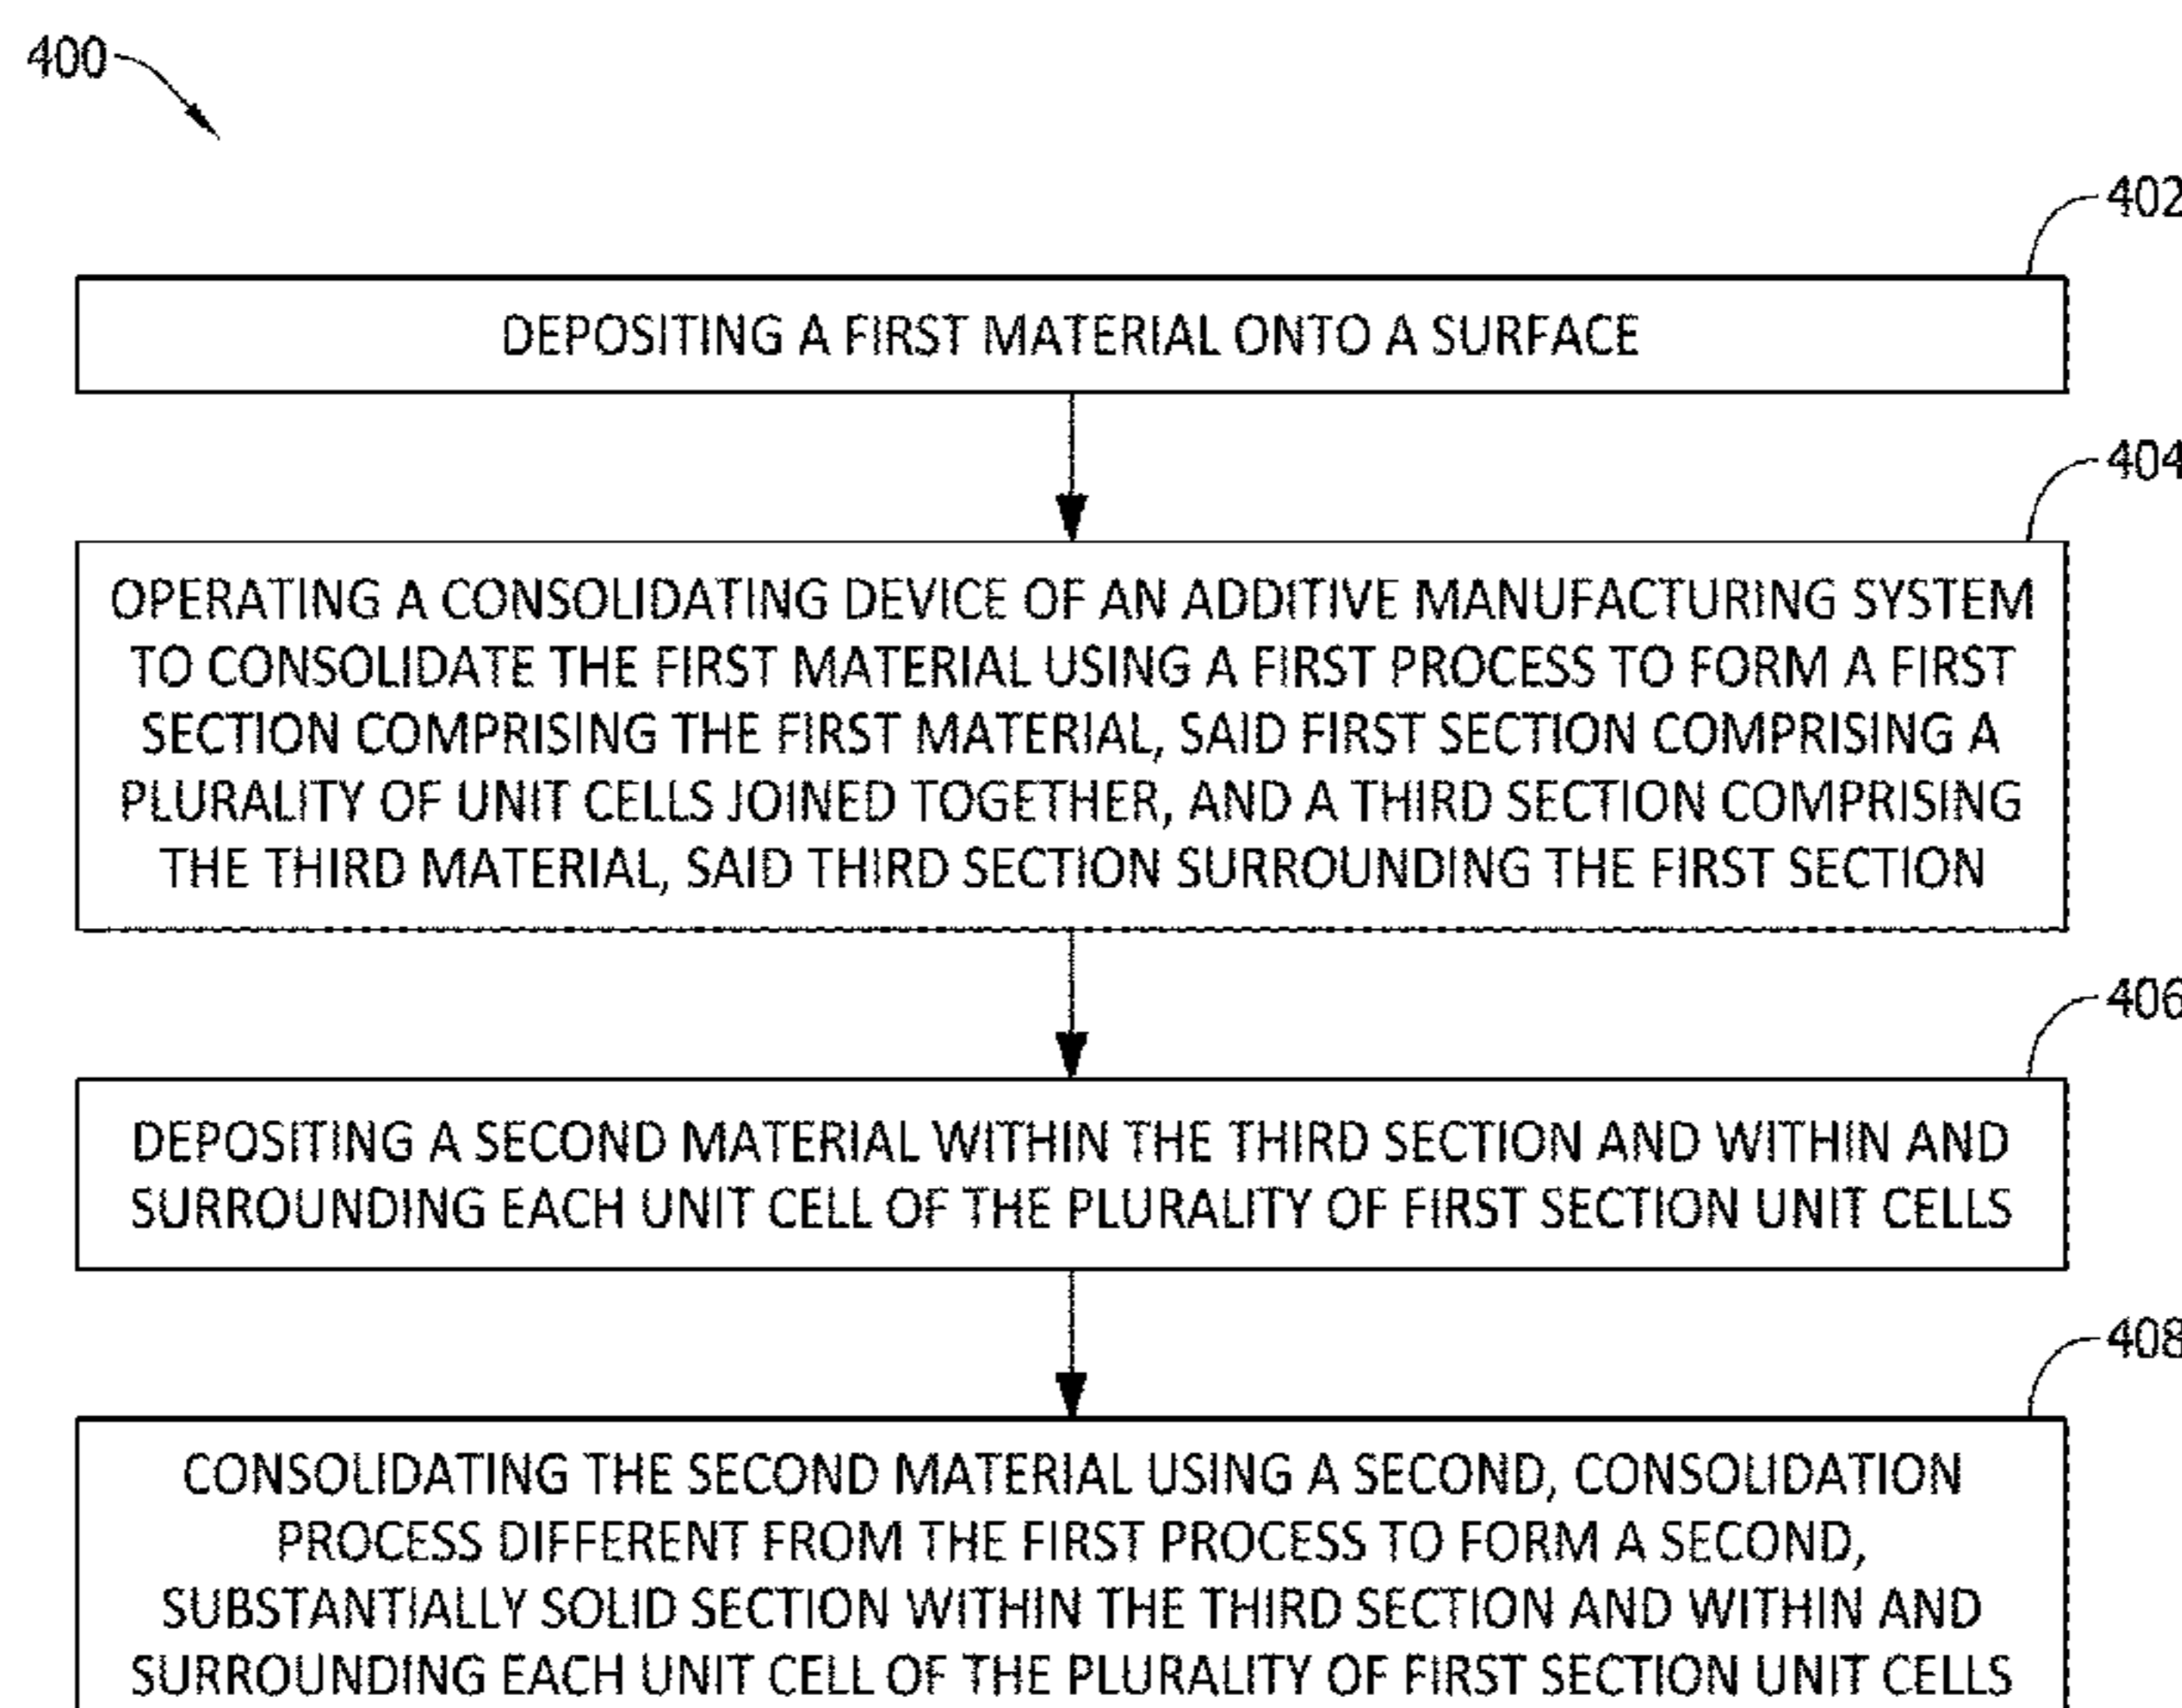 400
402
DEPOSITING A FIRST MATERIAL ONTO A SURFACE
404
OPERATING A CONSOLIDATING DEVICE OF AN ADDITIVE MANUFACTURING SYSTEM
TO CONSOLIDATE THE FIRST MATERIAL USING A FIRST PROCESS TO FORM A FIRST
SECTION COMPRISING THE FIRST MATERIAL, SAID FIRST SECTION COMPRISING A
PLURALITY OF UNIT CELLS JOINED TOGETHER, AND A THIRD SECTION COMPRISING
THE THIRD MATERIAL, SAID THIRD SECTION SURROUNDING THE FIRST SECTION
406
DEPOSITING A SECOND MATERIAL WITHIN THE THIRD SECTION AND WITHIN AND
SURROUNDING EACH UNIT CELL OF THE PLURALITY OF FIRST SECTION UNIT CELLS
408
CONSOLIDATING THE SECOND MATERIAL USING A SECOND, CONSOLIDATION
PROCESS DIFFERENT FROM THE FIRST PROCESS TO FORM A SECOND,
SUBSTANTIALLY SOLID SECTION WITHIN THE THIRD SECTION AND WITHIN AND
SURROUNDING EACH UNIT CELL OF THE PLURALITY OF FIRST SECTION UNIT CELLS